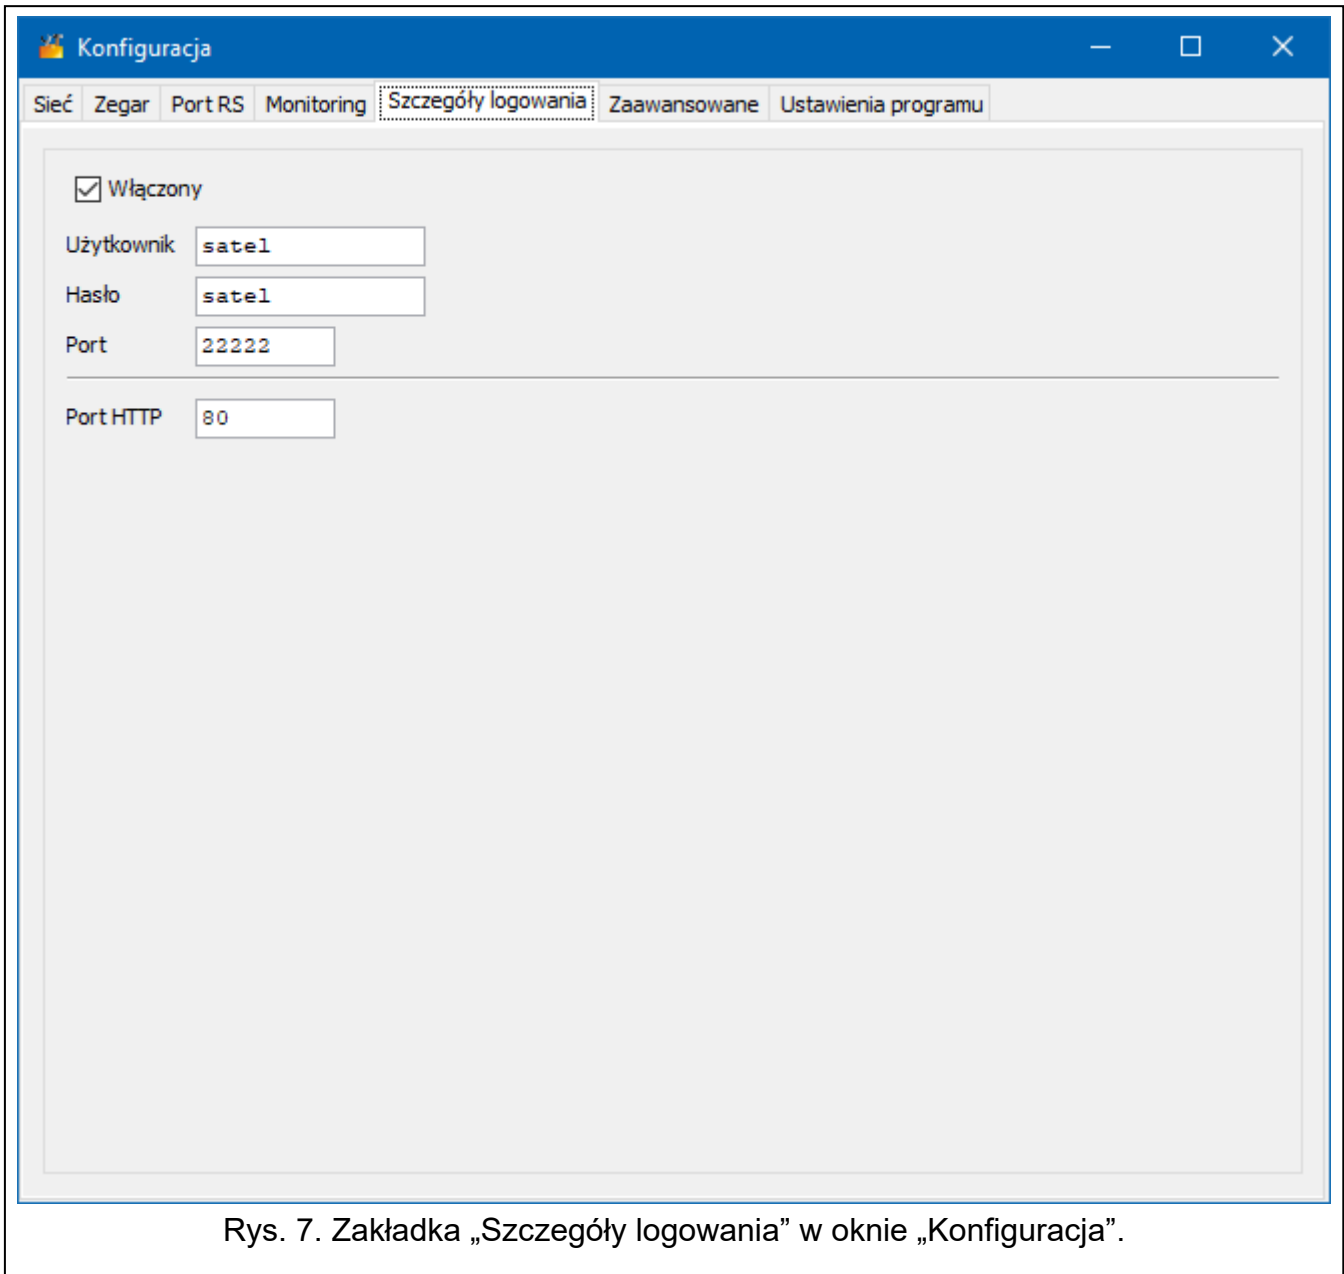 Konfiguracja
Sieć Zegar Port RS Monitoring Szczegóły logowania Zaawansowane Ustawienia programu
Włączony
Użytkownik satel
Hasło satel
Port 22222
Port HTTP 80
Rys. 7. Zakładka „Szczegóły logowania” w oknie „Konfiguracja”.